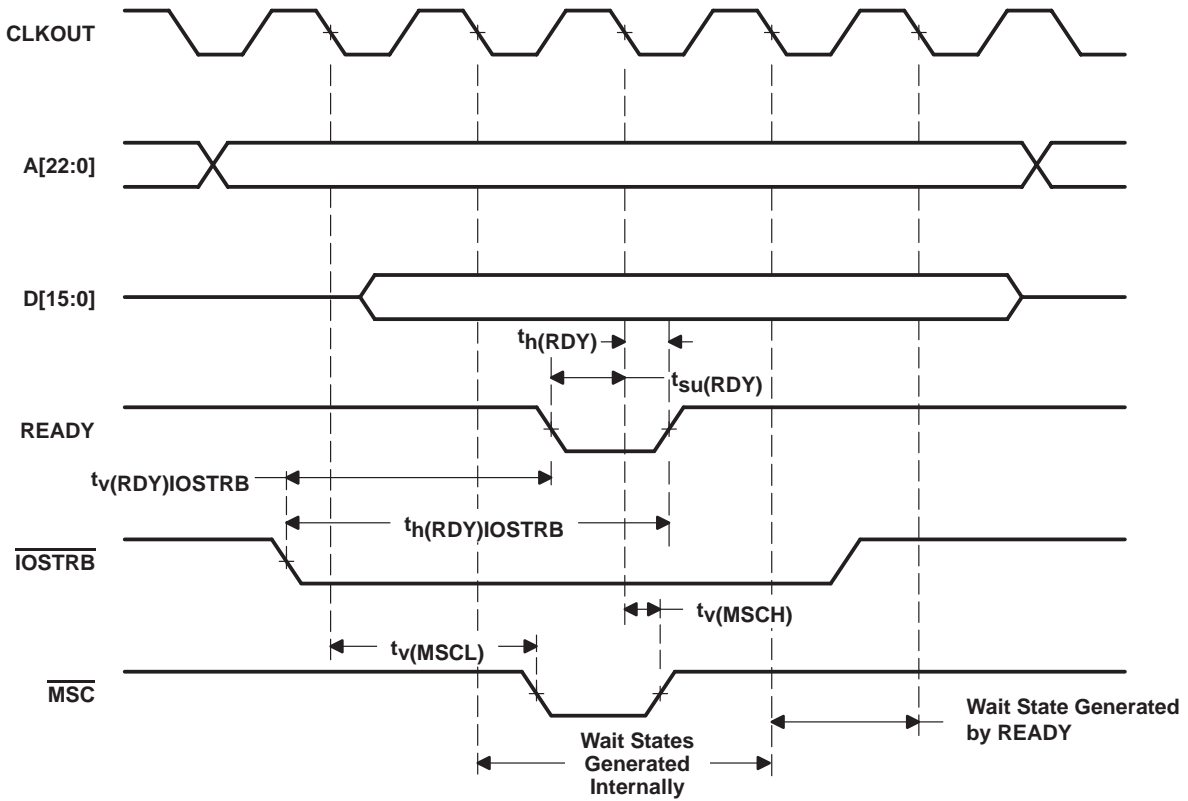 CLKOUT
A[22:0]
D[15:0]
th(RDY)
tsu(RDY)
READY
tv(RDY)IOSTRB
th(RDY)IOSTRB
IOSTRB
tv(MSCH)
tv(MSCL)
MSC
Wait State Generated
by READY
Wait States
Generated
Internally